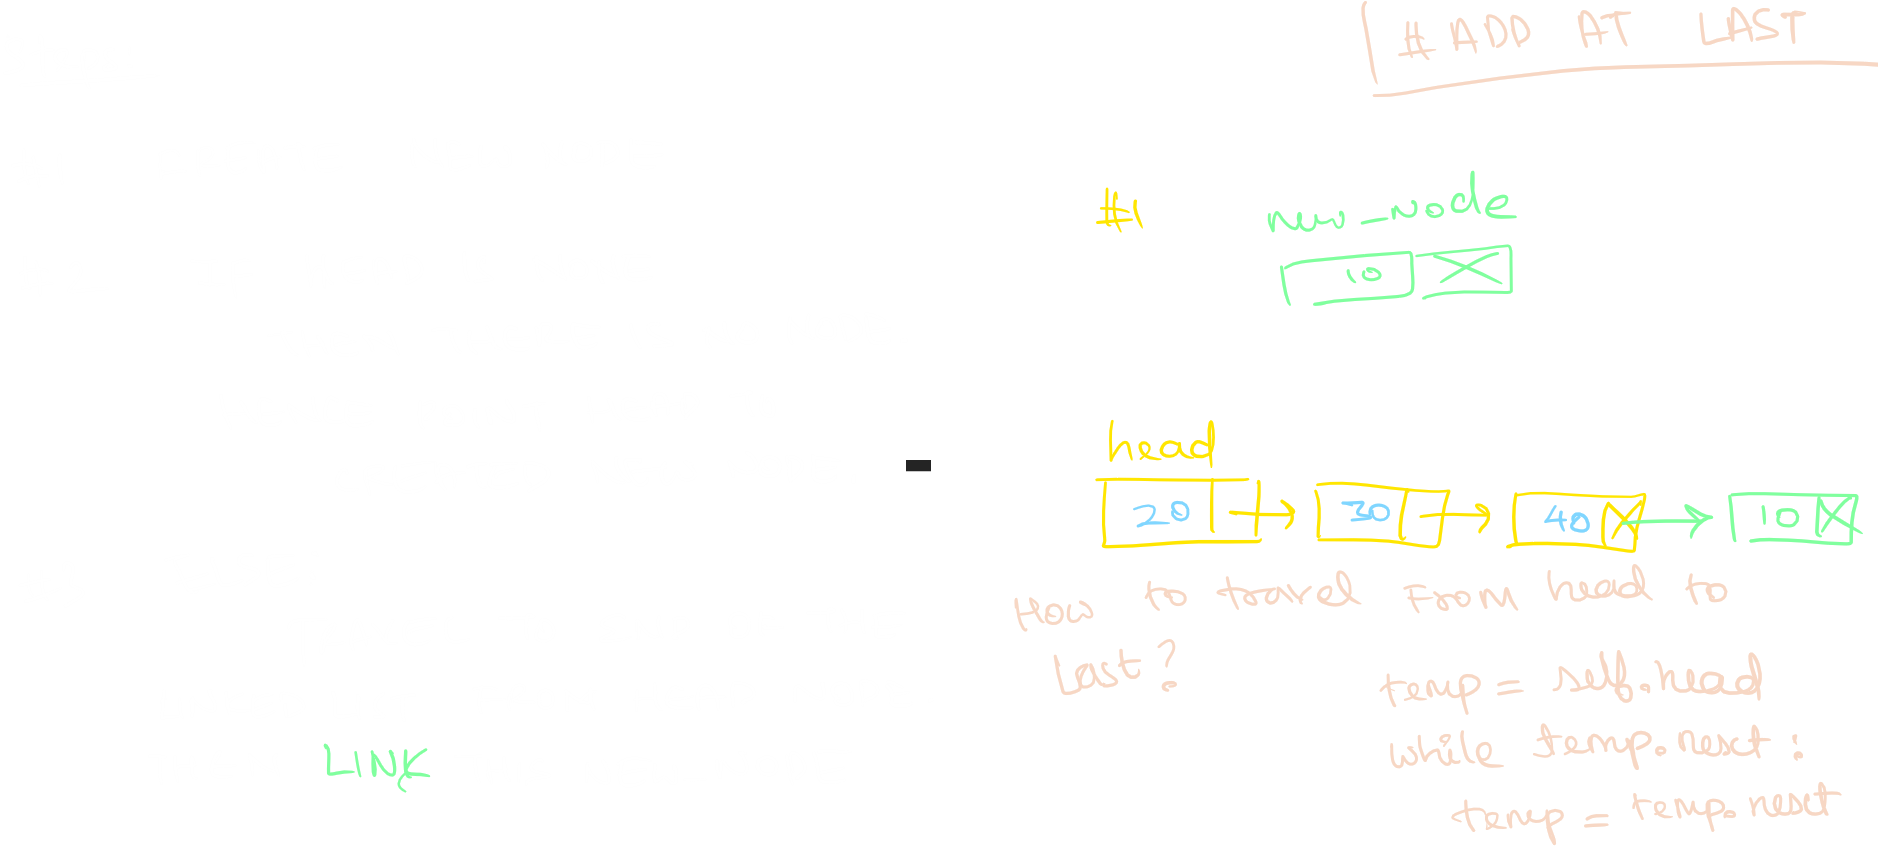 # ADD AT LAST
#1 new_node
10
head
20 30 40 10
How to travel From head to
Last?
temp = self.head
while temp.next:
temp = temp.next
LINK